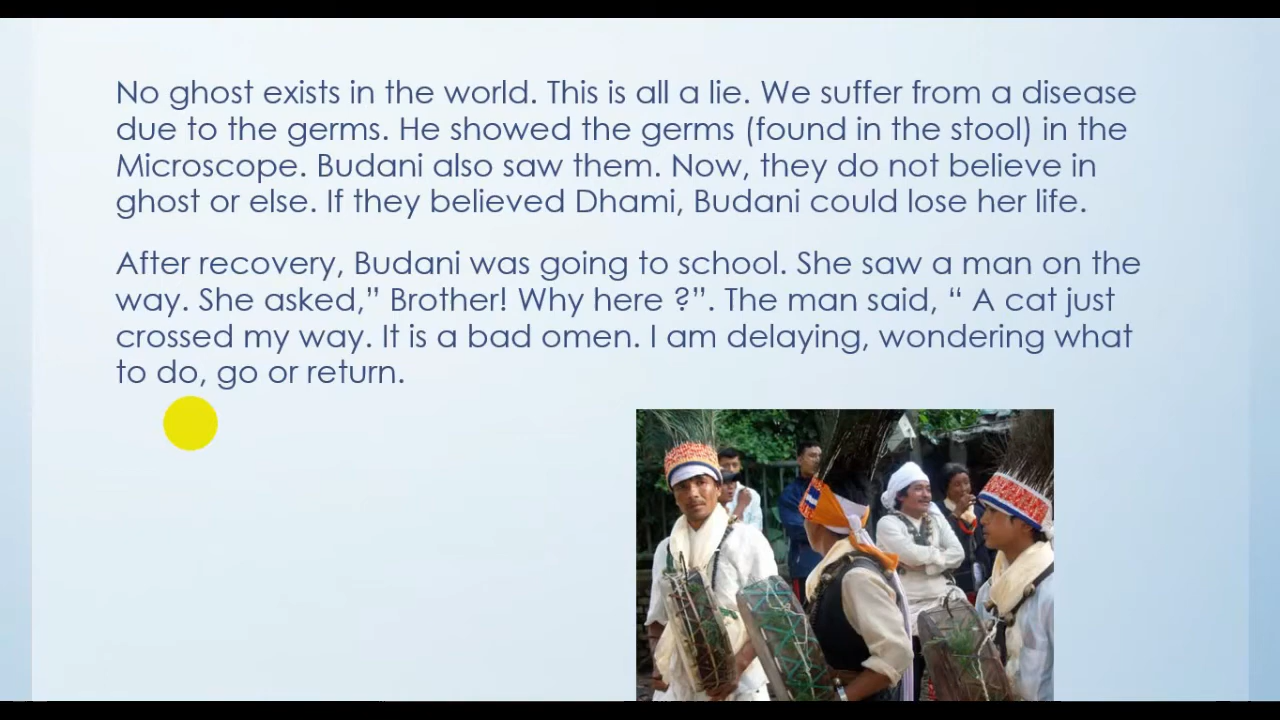 No ghost exists in the world. This is all a lie. We suffer from a disease
due to the germs. He showed the germs (found in the stool) in the
Microscope. Budani also saw them. Now, they do not believe in
ghost or else. If they believed Dhami, Budani could lose her life.
After recovery, Budani was going to school. She saw a man on the
way. She asked,” Brother! Why here ?”. The man said, “ A cat just
crossed my way. It is a bad omen. I am delaying, wondering what
to do, go or return.